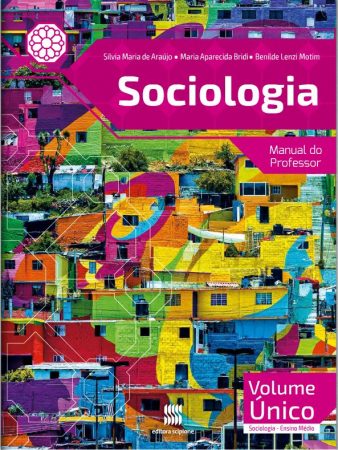 Silvia Maria de Araújo • Maria Aparecida Bridi • Benilde Lenzi Motim
Sociologia
Manual do
Professor
Volume
Único
Sociologia - Ensino Médio
editora scipione